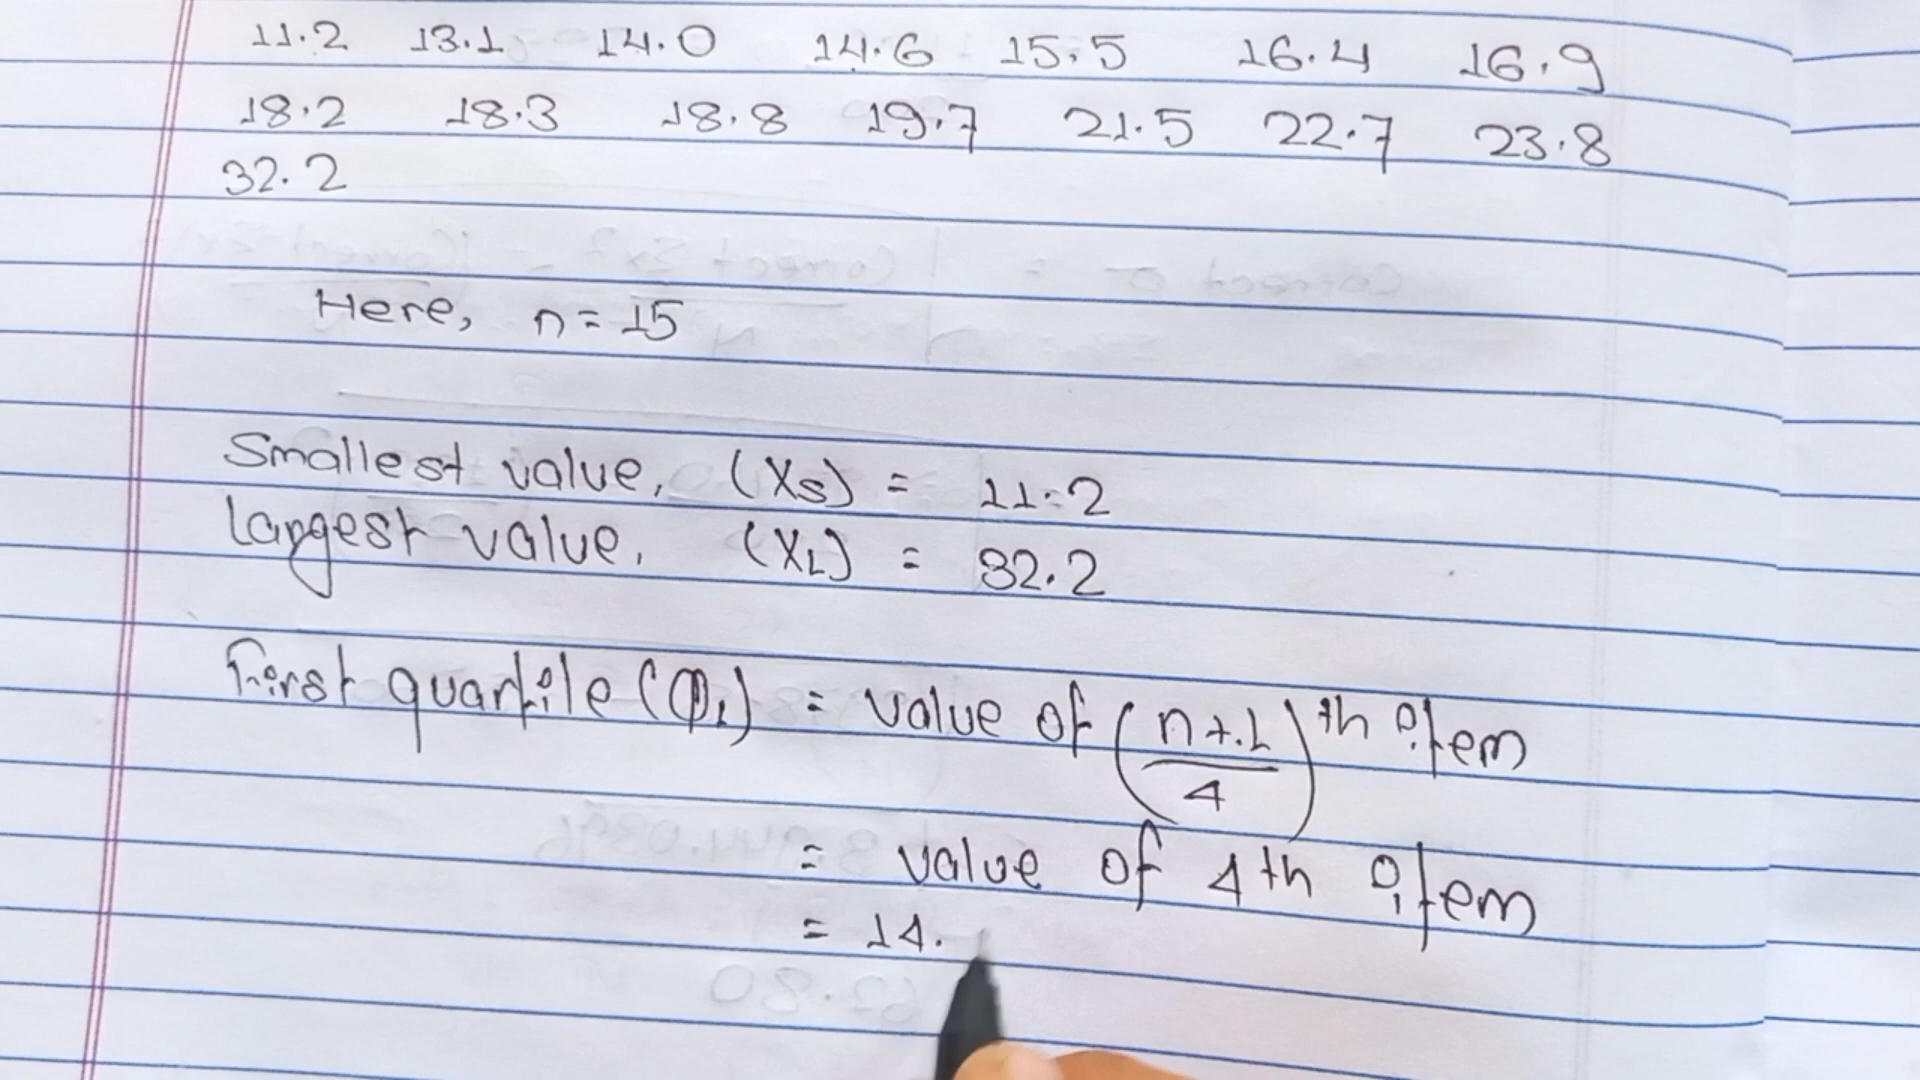 11.2 13.1 14.0 14.6 15.5 16.4 16.9
18.2 18.3 18.8 19.7 21.5 22.7 23.8
32.2
Here, n = 15
Smallest value, (Xs) = 11.2
Largest value, (XL) = 32.2
First quartile (Q1) = value of (n+1/4)th item
= value of 4th item
= 14.